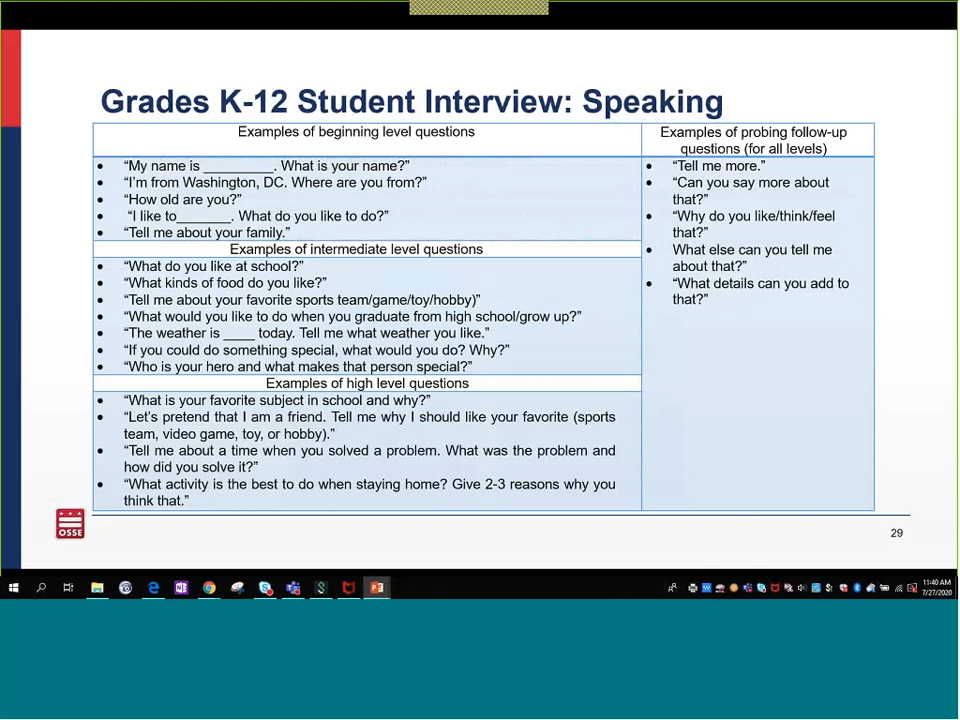 Grades K-12 Student Interview: Speaking
Examples of beginning level questions
• “My name is _________. What is your name?”
• “I’m from Washington, DC. Where are you from?”
• “How old are you?”
• “I like to_______. What do you like to do?”
• “Tell me about your family.”
Examples of intermediate level questions
• “What do you like at school?”
• “What kinds of food do you like?”
• “Tell me about your favorite sports team/game/toy/hobby)”
• “What would you like to do when you graduate from high school/grow up?”
• “The weather is ____ today. Tell me what weather you like.”
• “If you could do something special, what would you do? Why?”
• “Who is your hero and what makes that person special?”
Examples of high level questions
• “What is your favorite subject in school and why?”
• “Let’s pretend that I am a friend. Tell me why I should like your favorite (sports
team, video game, toy, or hobby).”
• “Tell me about a time when you solved a problem. What was the problem and
how did you solve it?”
• “What activity is the best to do when staying home? Give 2-3 reasons why you
think that.”
Examples of probing follow-up
questions (for all levels)
• “Tell me more.”
• “Can you say more about
that?”
• “Why do you like/think/feel
that?”
• What else can you tell me
about that?”
• “What details can you add to
that?”
OSSE
29
11:40 AM
7/27/2020